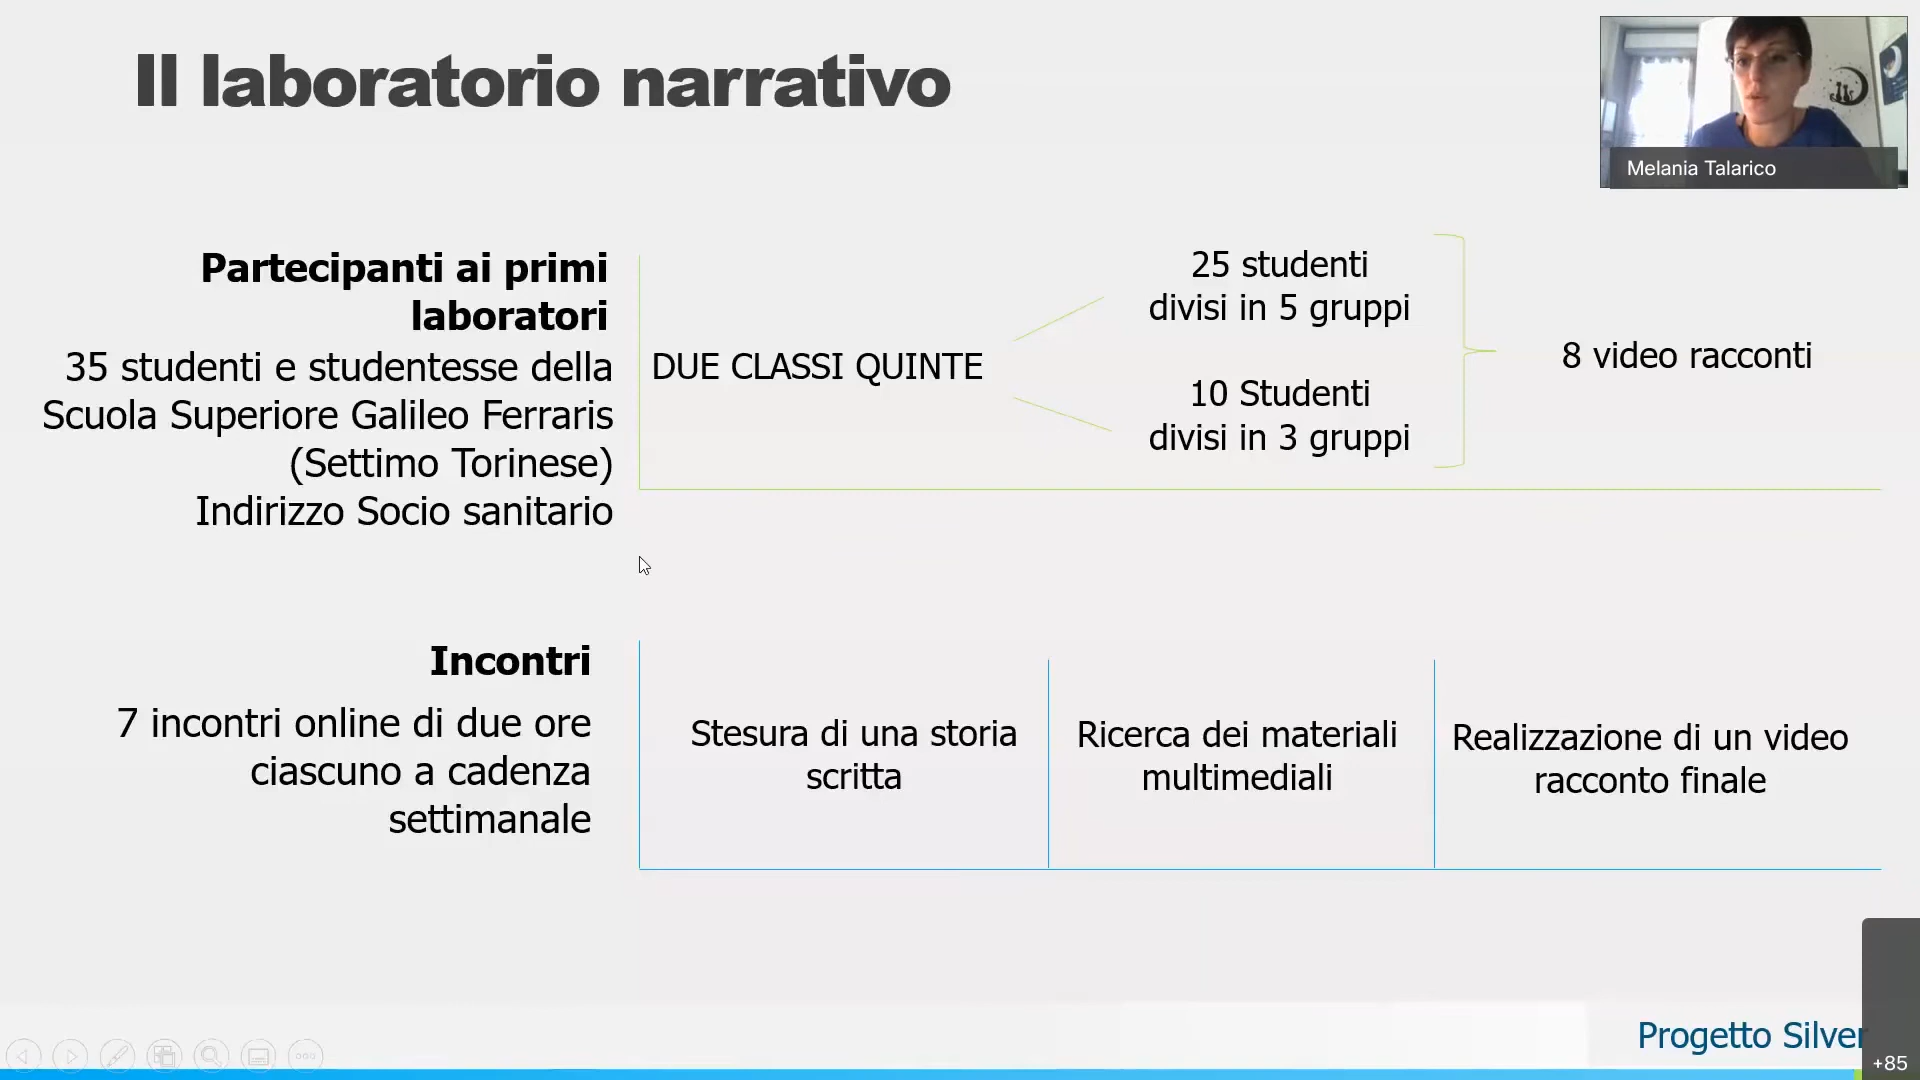 Il laboratorio narrativo
Melania Talarico
Partecipanti ai primi
laboratori
35 studenti e studentesse della
Scuola Superiore Galileo Ferraris
(Settimo Torinese)
Indirizzo Socio sanitario
DUE CLASSI QUINTE
25 studenti
divisi in 5 gruppi
10 Studenti
divisi in 3 gruppi
8 video racconti
Incontri
7 incontri online di due ore
ciascuno a cadenza
settimanale
Stesura di una storia
scritta
Ricerca dei materiali
multimediali
Realizzazione di un video
racconto finale
Progetto Silver
+85